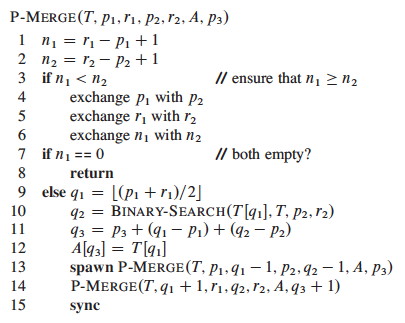 P-MERGE(T, p₁, r₁, p₂, r₂, A, p₃)
1 n₁ = r₁ − p₁ + 1
2 n₂ = r₂ − p₂ + 1
3 if n₁ < n₂ // ensure that n₁ ≥ n₂
4 exchange p₁ with p₂
5 exchange r₁ with r₂
6 exchange n₁ with n₂
7 if n₁ == 0 // both empty?
8 return
9 else q₁ = ⌊(p₁ + r₁)/2⌋
10 q₂ = BINARY-SEARCH(T[q₁], T, p₂, r₂)
11 q₃ = p₃ + (q₁ − p₁) + (q₂ − p₂)
12 A[q₃] = T[q₁]
13 spawn P-MERGE(T, p₁, q₁ − 1, p₂, q₂ − 1, A, p₃)
14 P-MERGE(T, q₁ + 1, r₁, q₂, r₂, A, q₃ + 1)
15 sync